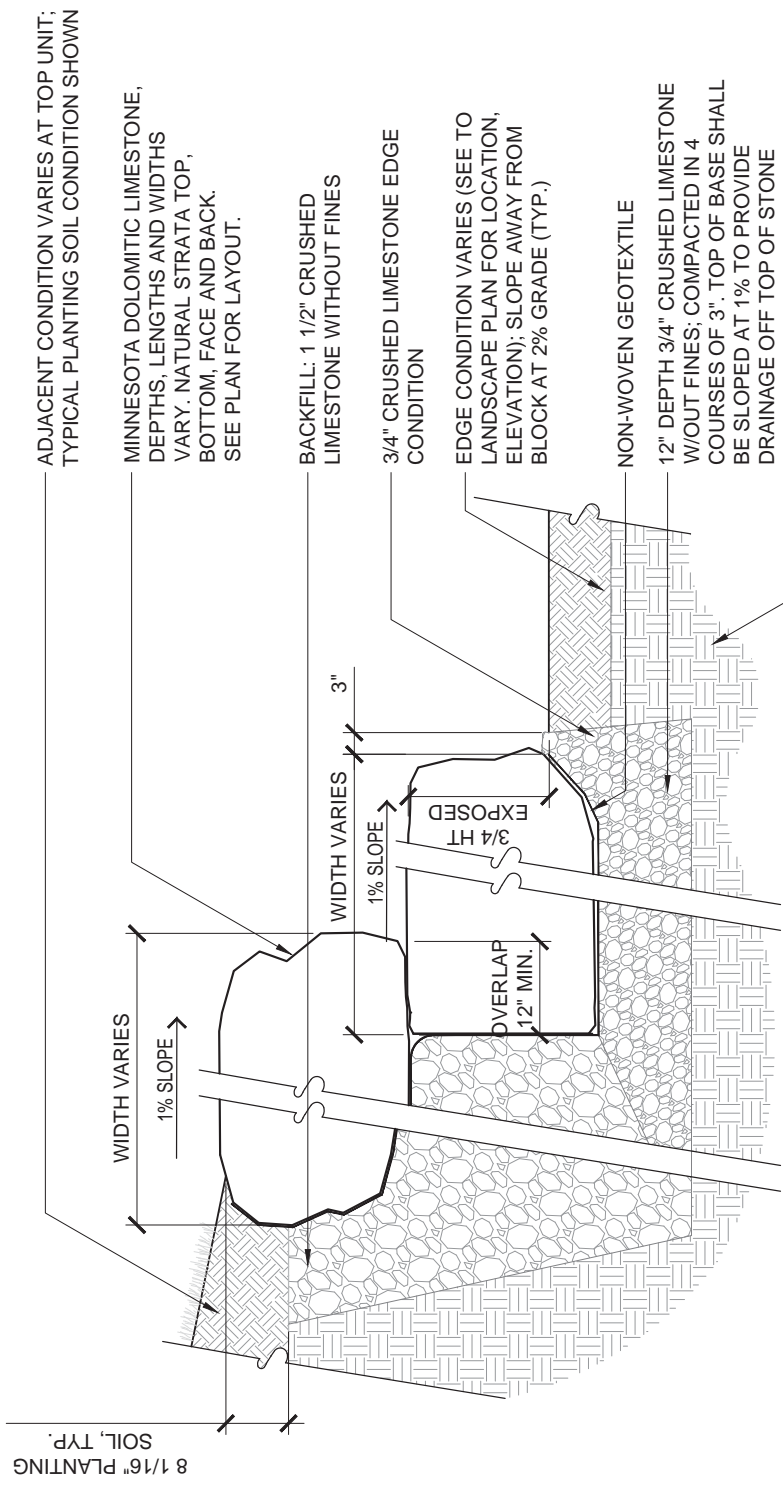 ADJACENT CONDITION VARIES AT TOP UNIT;
TYPICAL PLANTING SOIL CONDITION SHOWN
MINNESOTA DOLOMITIC LIMESTONE,
DEPTHS, LENGTHS AND WIDTHS
VARY. NATURAL STRATA TOP,
BOTTOM, FACE AND BACK.
SEE PLAN FOR LAYOUT.
BACKFILL: 1 1/2" CRUSHED
LIMESTONE WITHOUT FINES
3/4" CRUSHED LIMESTONE EDGE
CONDITION
EDGE CONDITION VARIES (SEE TO
LANDSCAPE PLAN FOR LOCATION,
ELEVATION); SLOPE AWAY FROM
BLOCK AT 2% GRADE (TYP.)
NON-WOVEN GEOTEXTILE
12" DEPTH 3/4" CRUSHED LIMESTONE
W/OUT FINES; COMPACTED IN 4
COURSES OF 3". TOP OF BASE SHALL
BE SLOPED AT 1% TO PROVIDE
DRAINAGE OFF TOP OF STONE
WIDTH VARIES
1% SLOPE
WIDTH VARIES
3"
1% SLOPE
3/4 HT
EXPOSED
OVERLAP
12" MIN.
8 1/16" PLANTING
SOIL, TYP.